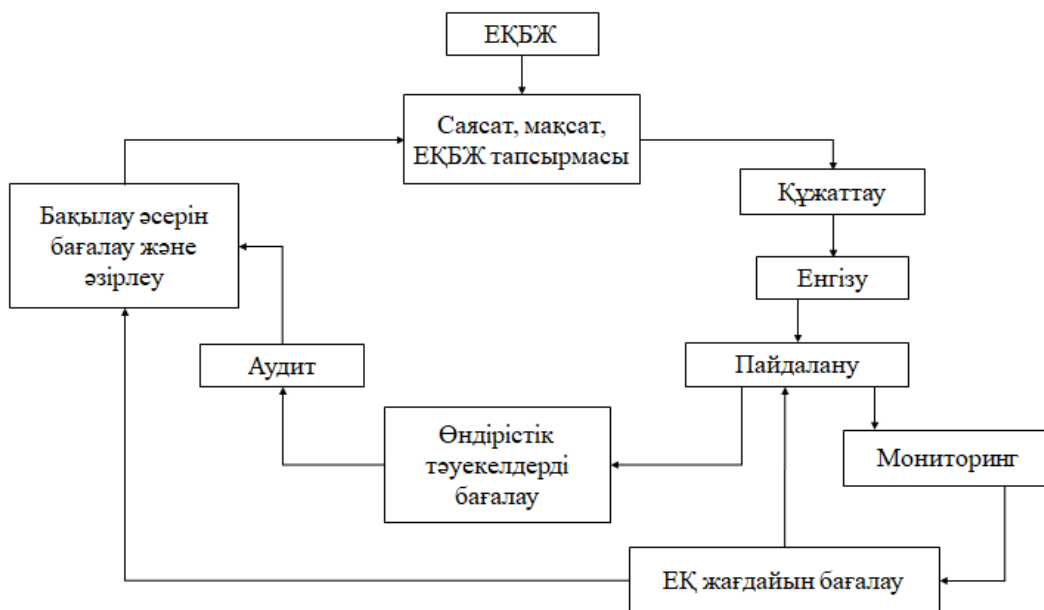 ЕҚБЖ
Саясат, мақсат,
ЕҚБЖ тапсырмасы
Құжаттау
Бақылау әсерін
бағалау және
әзірлеу
Енгізу
Аудит
Пайдалану
Өндірістік
тәуекелдерді
бағалау
Мониторинг
ЕҚ жағдайын бағалау